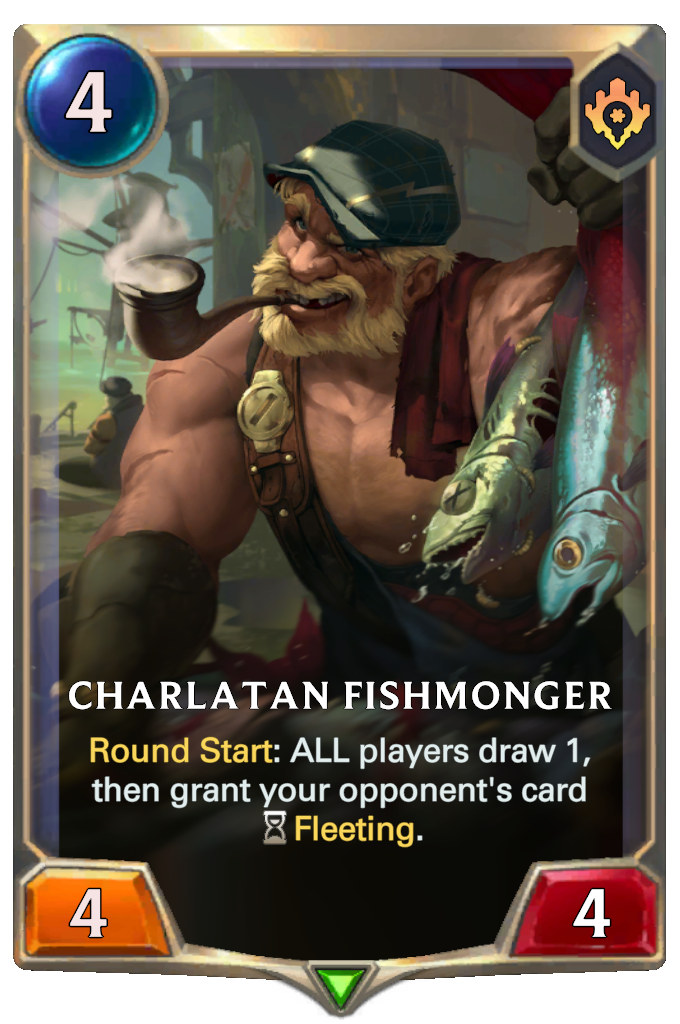 4
CHARLATAN FISHMONGER
Round Start: ALL players draw 1,
then grant your opponent's card
Fleeting.
4
4